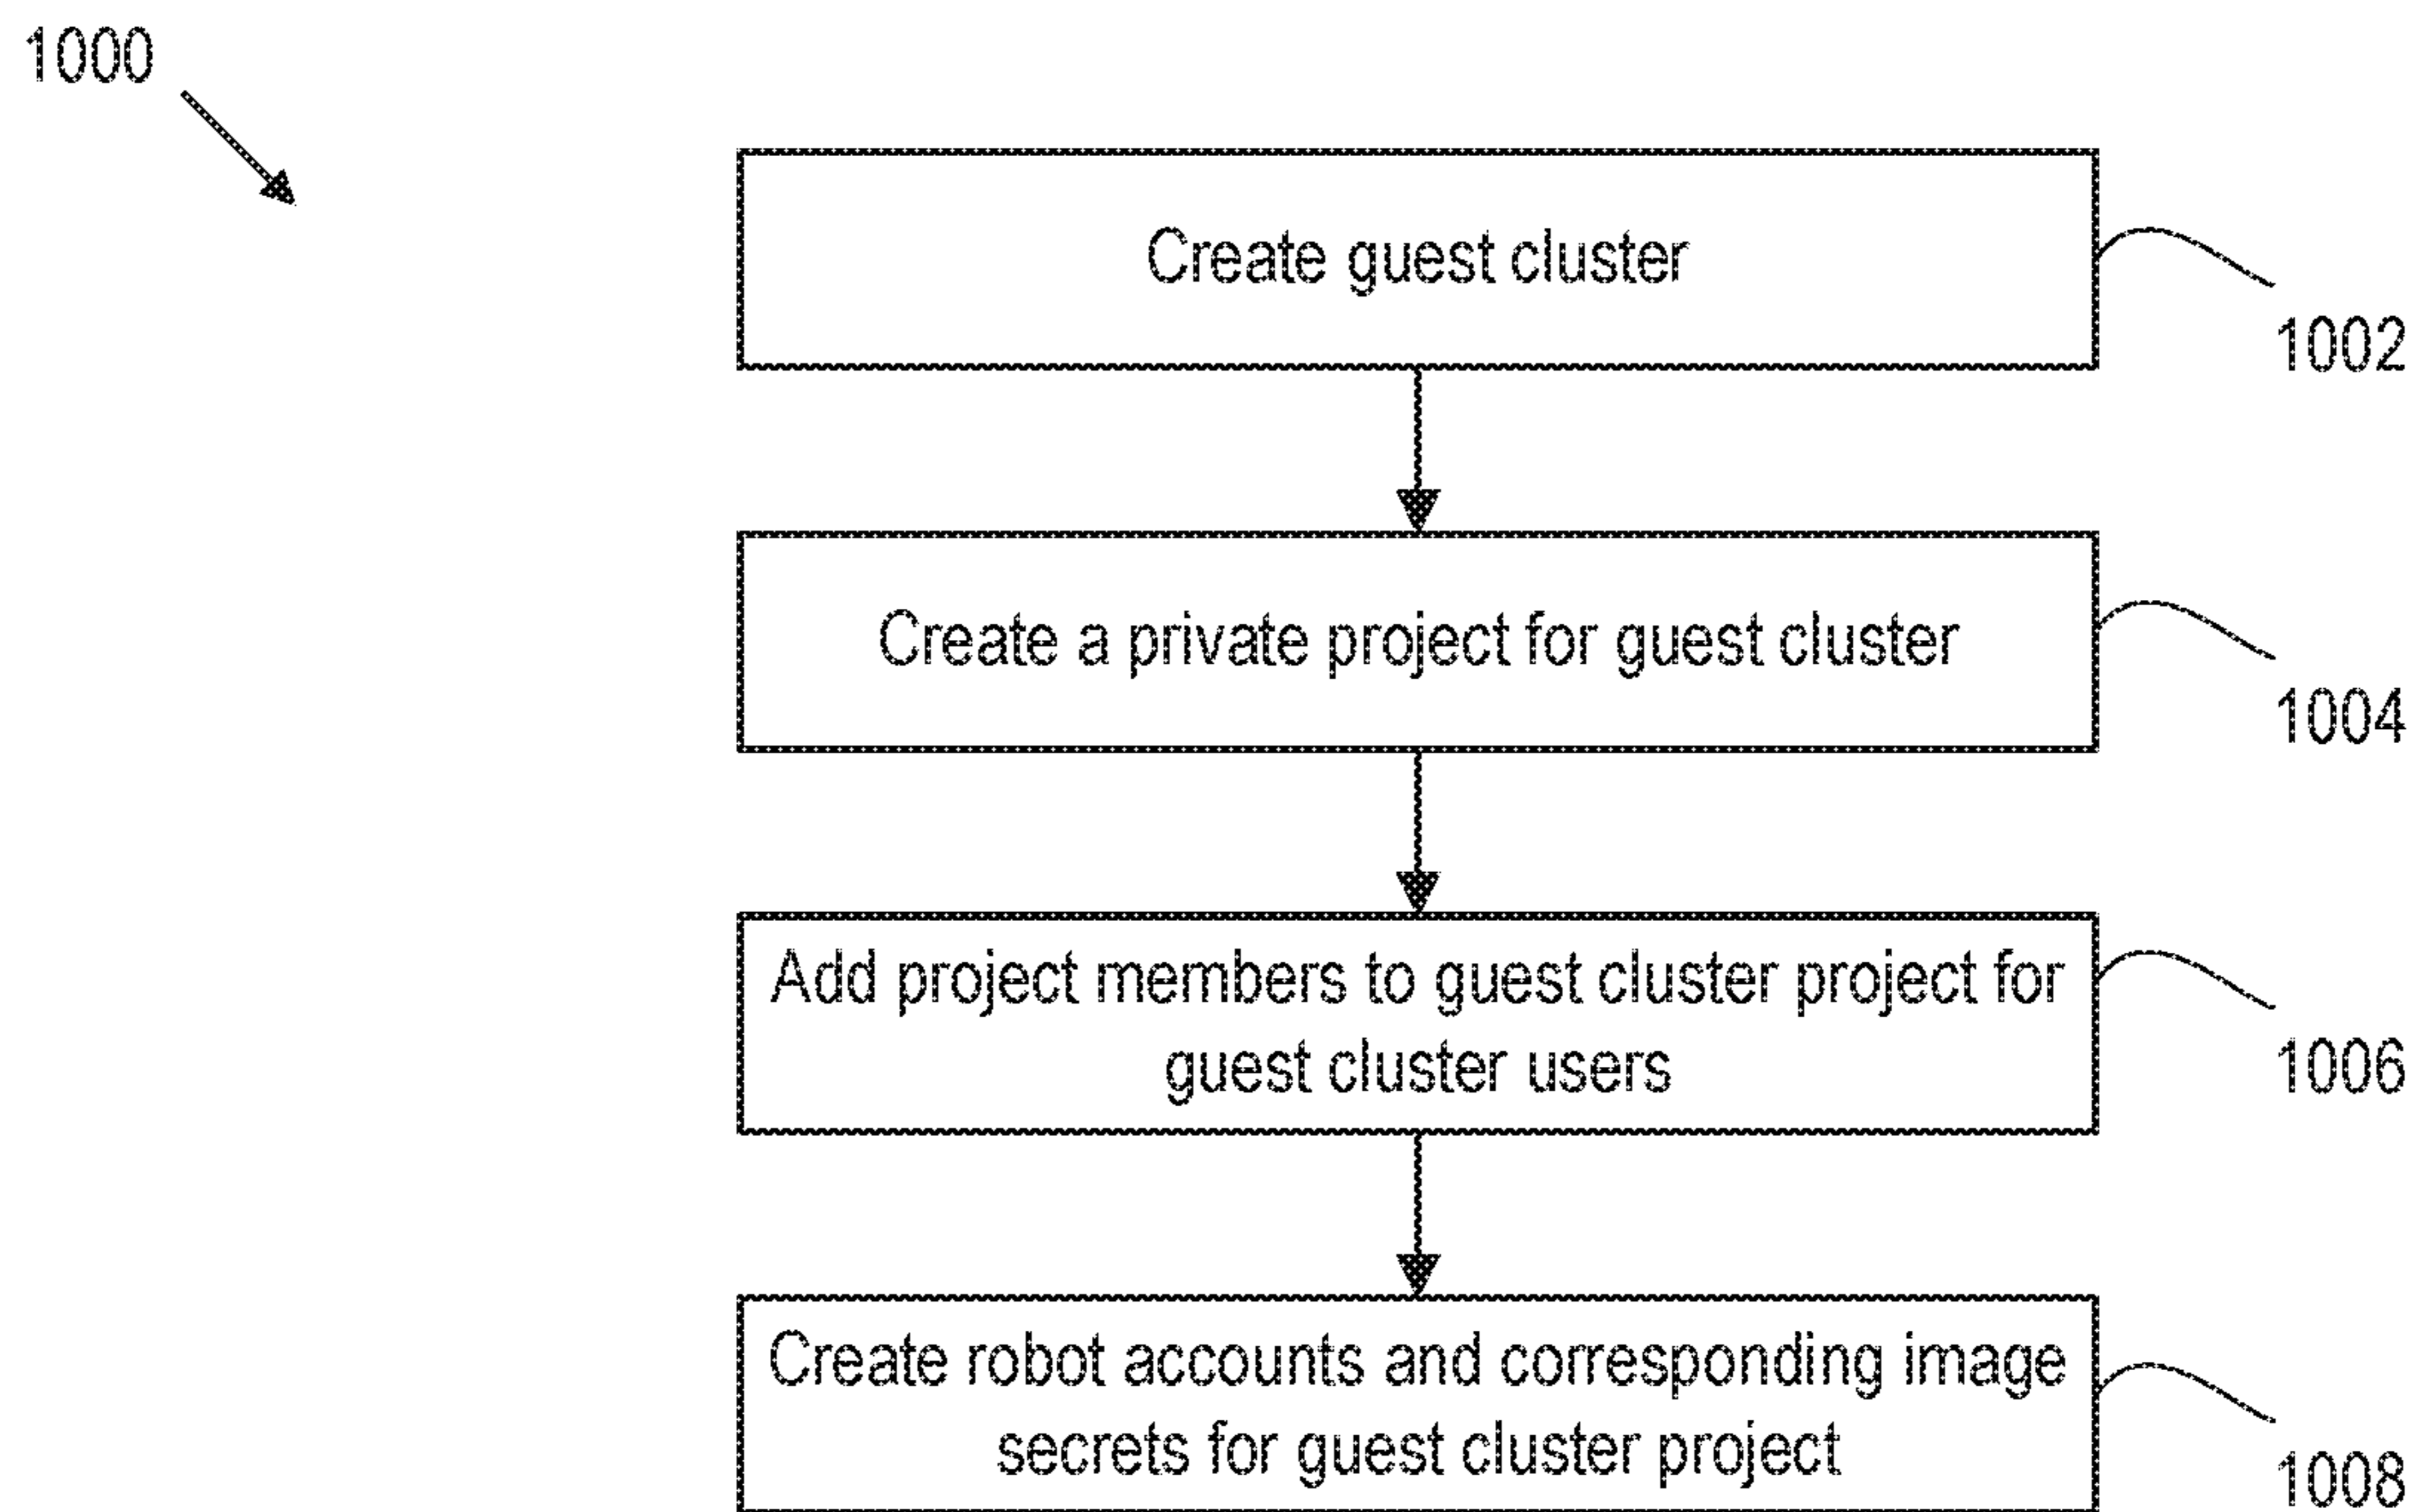 1000
Create guest cluster
1002
Create a private project for guest cluster
1004
Add project members to guest cluster project for
guest cluster users
1006
Create robot accounts and corresponding image
secrets for guest cluster project
1008